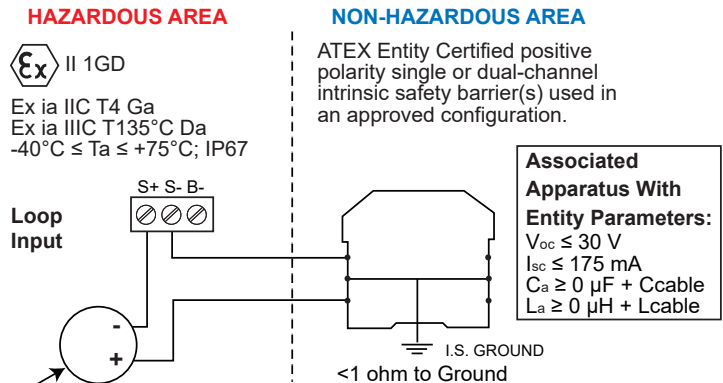 HAZARDOUS AREA
NON-HAZARDOUS AREA
Ex II 1GD
Ex ia IIC T4 Ga
Ex ia IIIC T135°C Da
-40°C ≤ Ta ≤ +75°C; IP67
ATEX Entity Certified positive
polarity single or dual-channel
intrinsic safety barrier(s) used in
an approved configuration.
S+ S- B-
Loop
Input
-
+
Associated
Apparatus With
Entity Parameters:
Voc ≤ 30 V
Isc ≤ 175 mA
Ca ≥ 0 µF + Ccable
La ≥ 0 µH + Lcable
I.S. GROUND
<1 ohm to Ground